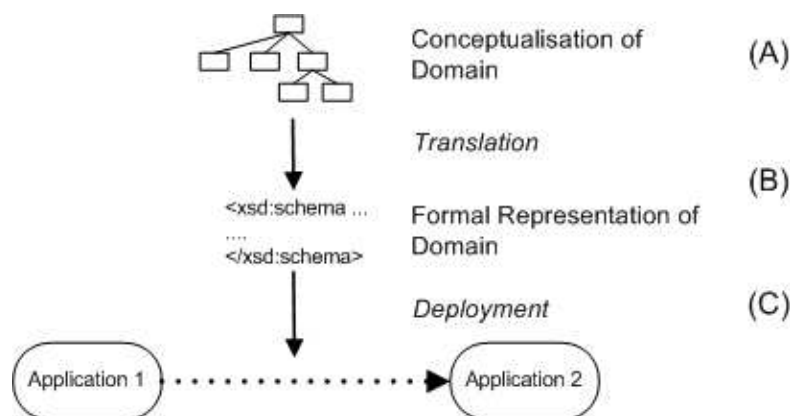 Conceptualisation of
Domain
(A)
Translation
(B)
<xsd:schema ...
....
</xsd:schema>
Formal Representation of
Domain
Deployment
(C)
Application 1
Application 2